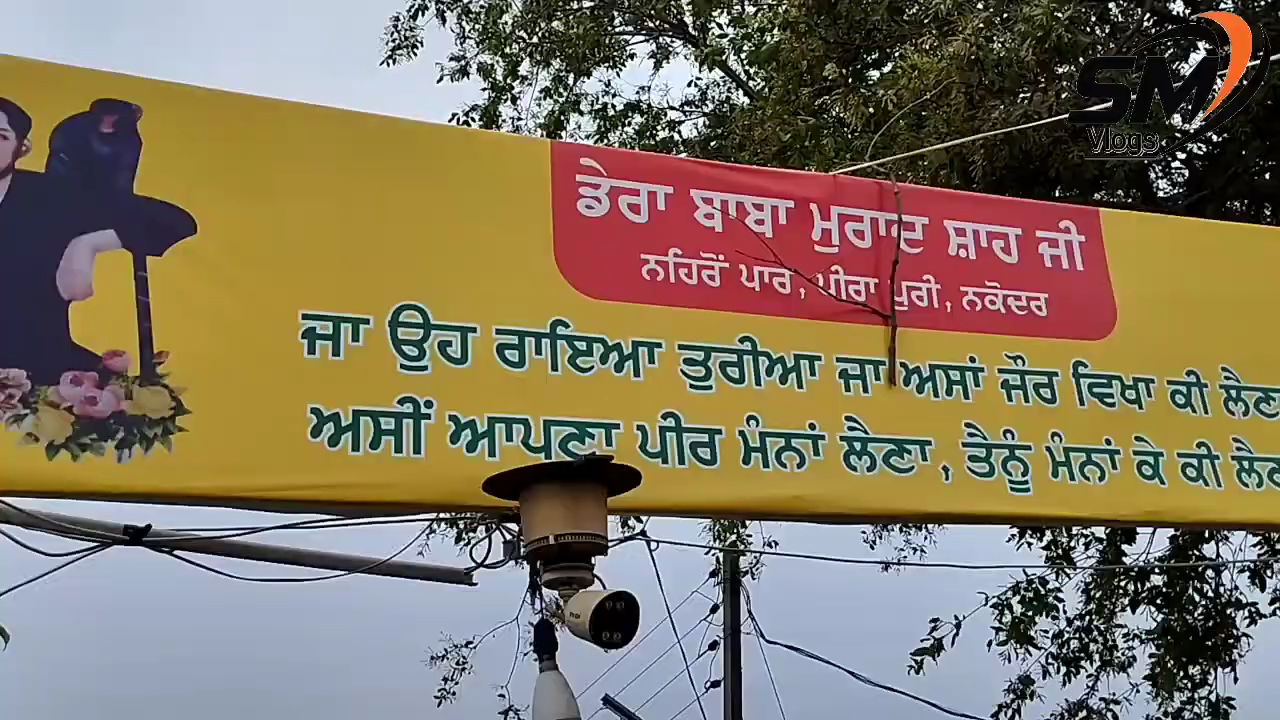 SM
Vlogs
ਡੇਰਾ ਬਾਬਾ ਮੁਰਾਦ ਸ਼ਾਹ ਜੀ
ਨਹਿਰੋਂ ਪਾਰ, ਪੀਰਾ ਪੁਰੀ, ਨਕੋਦਰ
ਜਾ ਉਹ ਰਾਇਆ ਤੁਰੀਆ ਜਾ ਅਸਾਂ ਜੌਰ ਵਿਖਾ ਕੀ ਲੈਣਾ
ਅਸੀਂ ਆਪਣਾ ਪੀਰ ਮੰਨਾਂ ਲੈਣਾ, ਤੈਨੂੰ ਮੰਨਾਂ ਕੇ ਕੀ